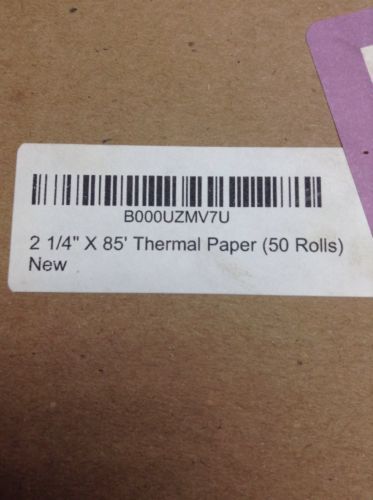 B000UZMV7U
2 1/4" X 85' Thermal Paper (50 Rolls)
New